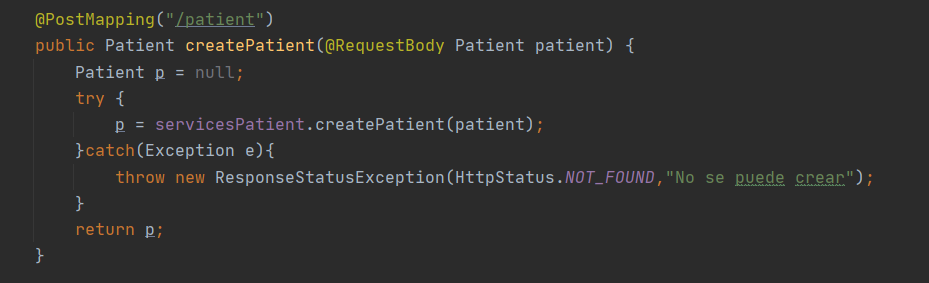 @PostMapping("/patient")
public Patient createPatient(@RequestBody Patient patient) {
    Patient p = null;
    try {
        p = servicesPatient.createPatient(patient);
    }catch(Exception e){
        throw new ResponseStatusException(HttpStatus.NOT_FOUND,"No se puede crear");
    }
    return p;
}